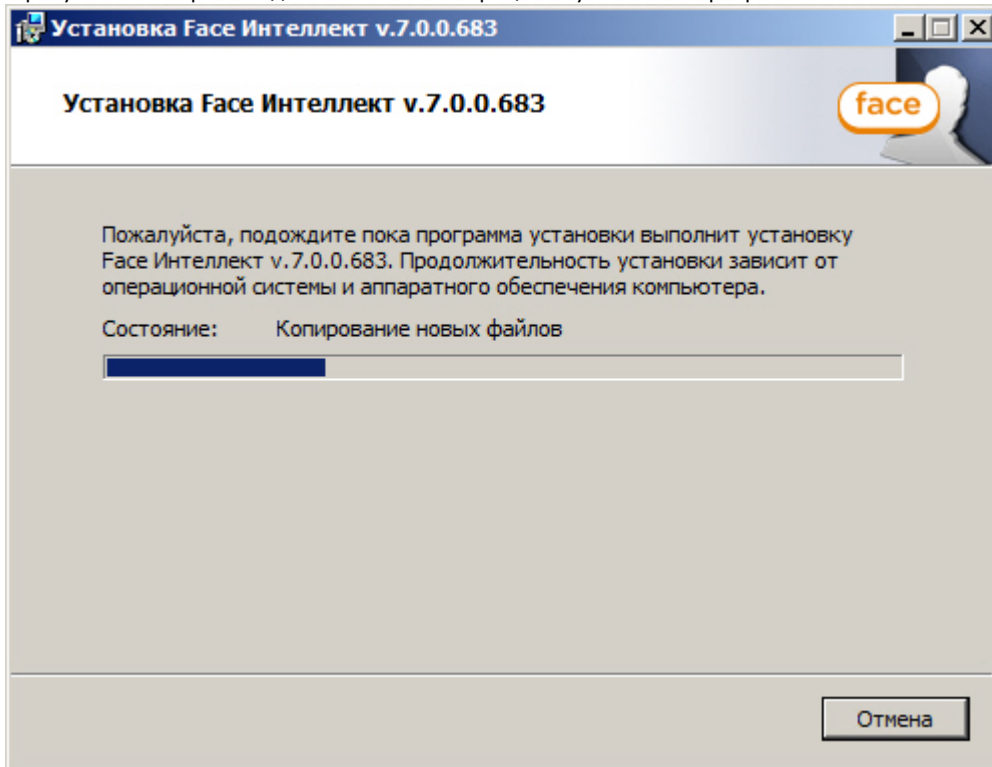 Установка Face Интеллект v.7.0.0.683
Установка Face Интеллект v.7.0.0.683
face
Пожалуйста, подождите пока программа установки выполнит установку
Face Интеллект v.7.0.0.683. Продолжительность установки зависит от
операционной системы и аппаратного обеспечения компьютера.
Состояние: Копирование новых файлов
Отмена